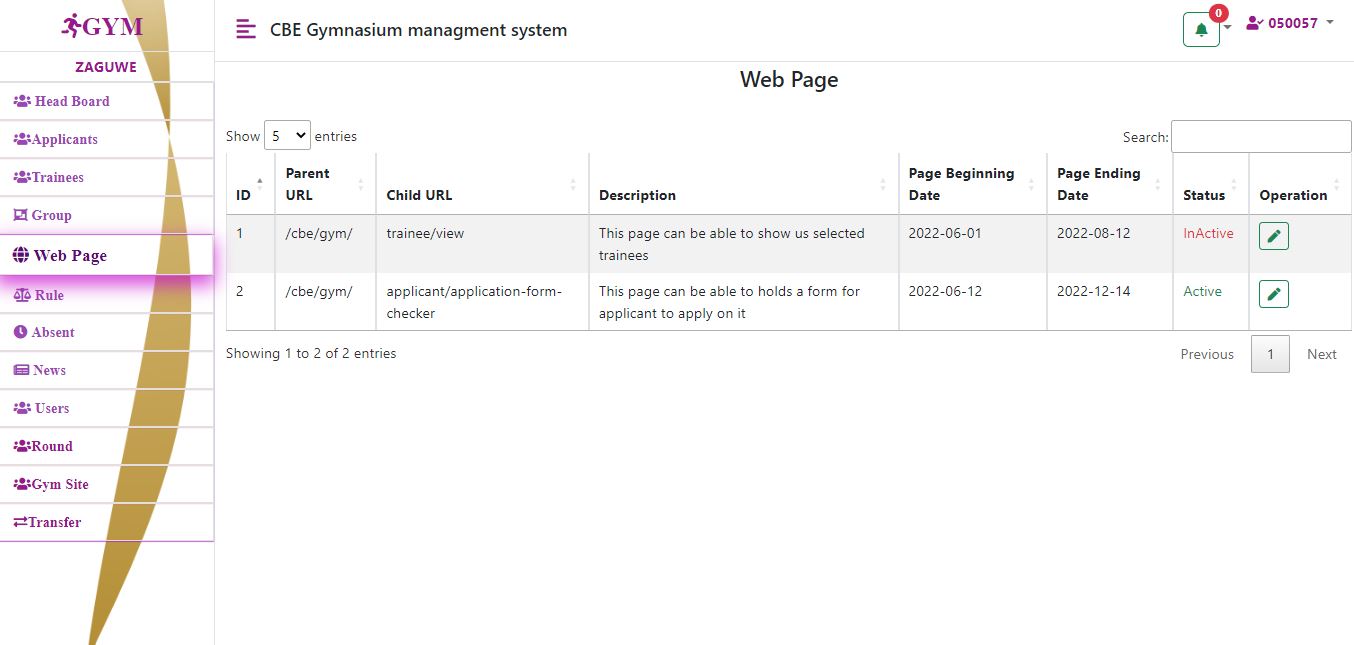 GYM
CBE Gymnasium managment system
0
050057
ZAGUWE
Head Board
Applicants
Trainees
Group
Web Page
Rule
Absent
News
Users
Round
Gym Site
Transfer
Web Page
Show 5 entries
Search:
ID
Parent URL
Child URL
Description
Page Beginning Date
Page Ending Date
Status
Operation
1
/cbe/gym/
trainee/view
This page can be able to show us selected
trainees
2022-06-01
2022-08-12
InActive
2
/cbe/gym/
applicant/application-form-
checker
This page can be able to holds a form for
applicant to apply on it
2022-06-12
2022-12-14
Active
Showing 1 to 2 of 2 entries
Previous 1 Next